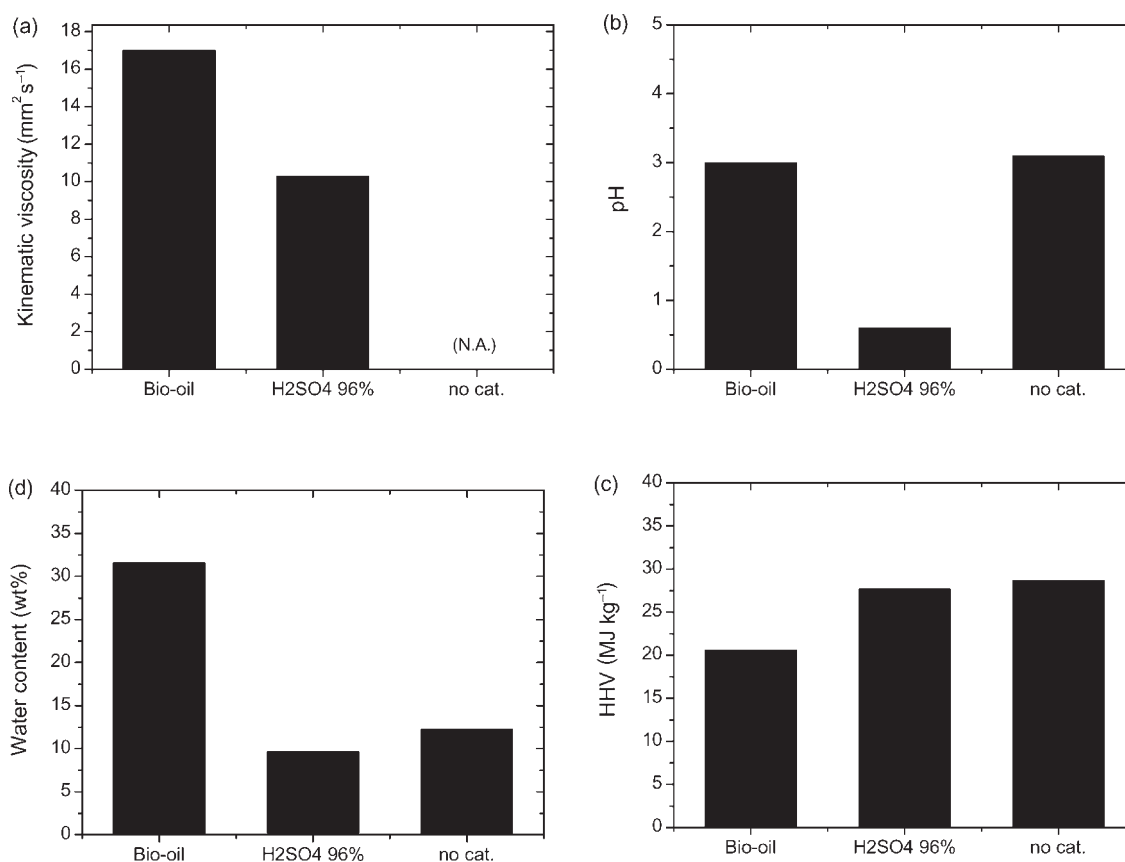 (a)
Kinematic viscosity (mm² s⁻¹)
18
16
14
12
10
8
6
4
2
0
(N.A.)
Bio-oil H2SO4 96% no cat.
(b)
pH
5
4
3
2
1
0
Bio-oil H2SO4 96% no cat.
(d)
Water content (wt%)
40
35
30
25
20
15
10
5
0
Bio-oil H2SO4 96% no cat.
(c)
HHV (MJ kg⁻¹)
40
35
30
25
20
15
10
5
0
Bio-oil H2SO4 96% no cat.